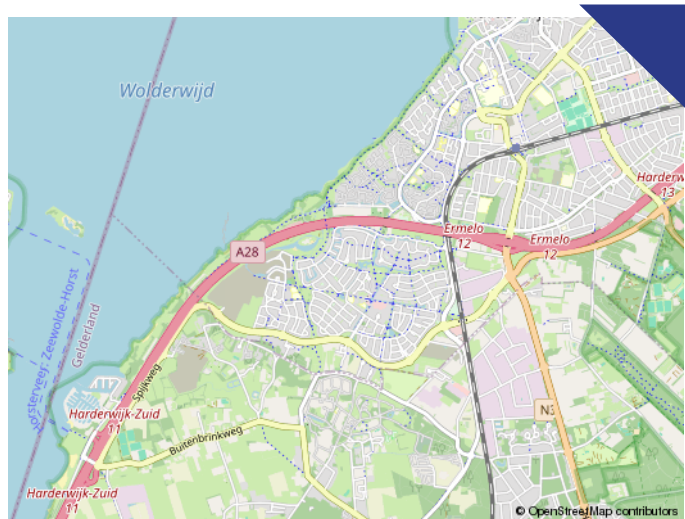 Wolderwijd
Harderw
13
Ermelo
12
Ermelo
12
A28
Horsterveer: Zeewolde-Horst
Gelderland
Spijkweg
Harderwijk-Zuid
11
N3
Buitenbrinkweg
Harderwijk-Zuid
11
© OpenStreetMap contributors